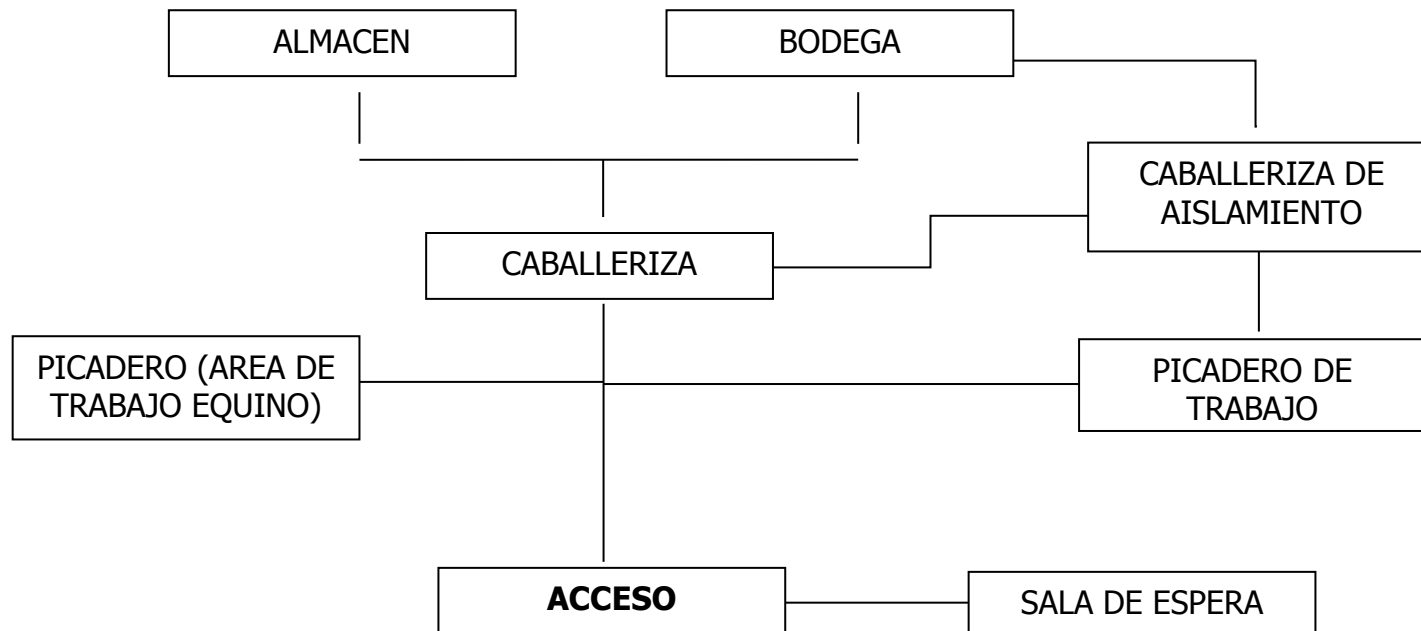 ALMACEN
BODEGA
CABALLERIZA DE
AISLAMIENTO
CABALLERIZA
PICADERO (AREA DE
TRABAJO EQUINO)
PICADERO DE
TRABAJO
ACCESO
SALA DE ESPERA